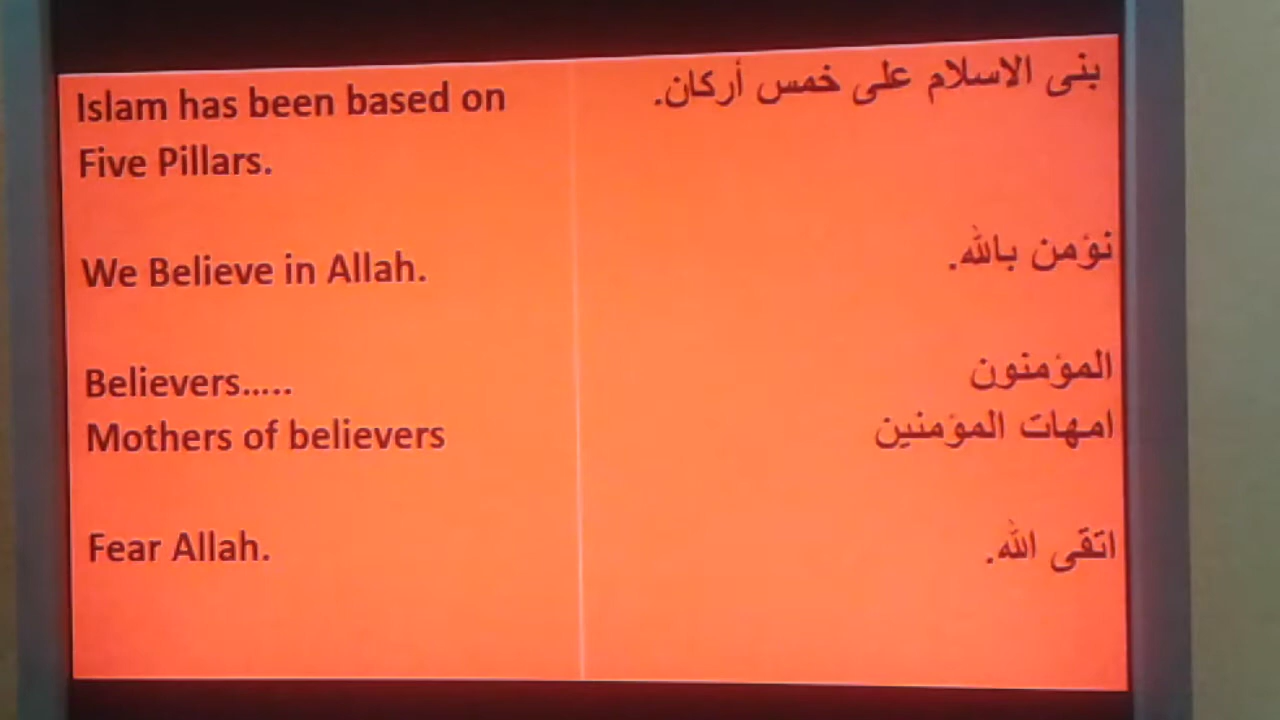 Islam has been based on
Five Pillars.
بنى الاسلام على خمس أركان.
We Believe in Allah.
نؤمن بالله.
Believers.....
المؤمنون
Mothers of believers
امهات المؤمنين
Fear Allah.
اتقى الله.